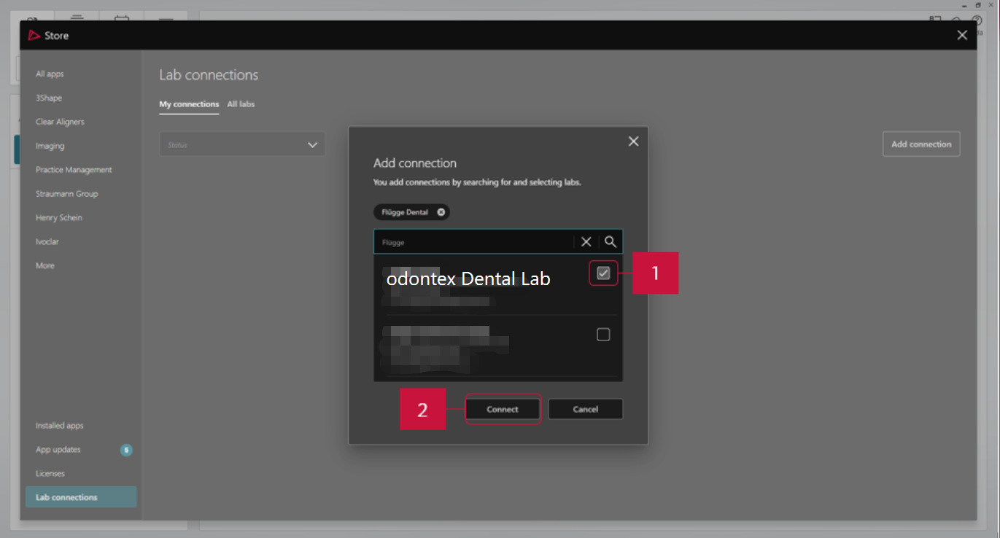 Store
All apps
3Shape
Clear Aligners
Imaging
Practice Management
Straumann Group
Henry Schein
Ivoclar
More
Installed apps
App updates 5
Licenses
Lab connections
Lab connections
My connections All labs
Status
Add connection
Add connection
You add connections by searching for and selecting labs.
Flügge Dental
Flügge
odontex Dental Lab
1
2
Connect Cancel